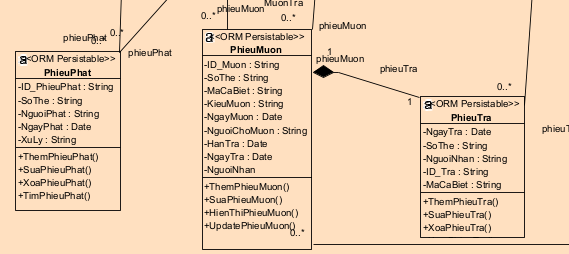 0..*
phieuMuon
MuonTra
0..*
phieuMuon
phieuPhat
0..*
0..*
phieuPhat
<<ORM Persistable>>
PhieuPhat
-ID_PhieuPhat : String
-SoThe : String
-NguoiPhat : String
-NgayPhat : Date
-XuLy : String
+ThemPhieuPhat()
+SuaPhieuPhat()
+XoaPhieuPhat()
+TimPhieuPhat()
<<ORM Persistable>>
PhieuMuon
-ID_Muon : String
-SoThe : String
-MaCaBiet : String
-KieuMuon : String
-NgayMuon : Date
-NguoiChoMuon : String
-HanTra : Date
-NgayTra : Date
-NguoiNhan
+ThemPhieuMuon()
+SuaPhieuMuon()
+HienThiPhieuMuon()
+UpdatePhieuMuon()
0..*
1
phieuMuon
phieuTra
1
0..*
<<ORM Persistable>>
PhieuTra
-NgayTra : Date
-SoThe : String
-NguoiNhan : String
-ID_Tra : String
-MaCaBiet : String
+ThemPhieuTra()
+SuaPhieuTra()
+XoaPhieuTra()
phieuT